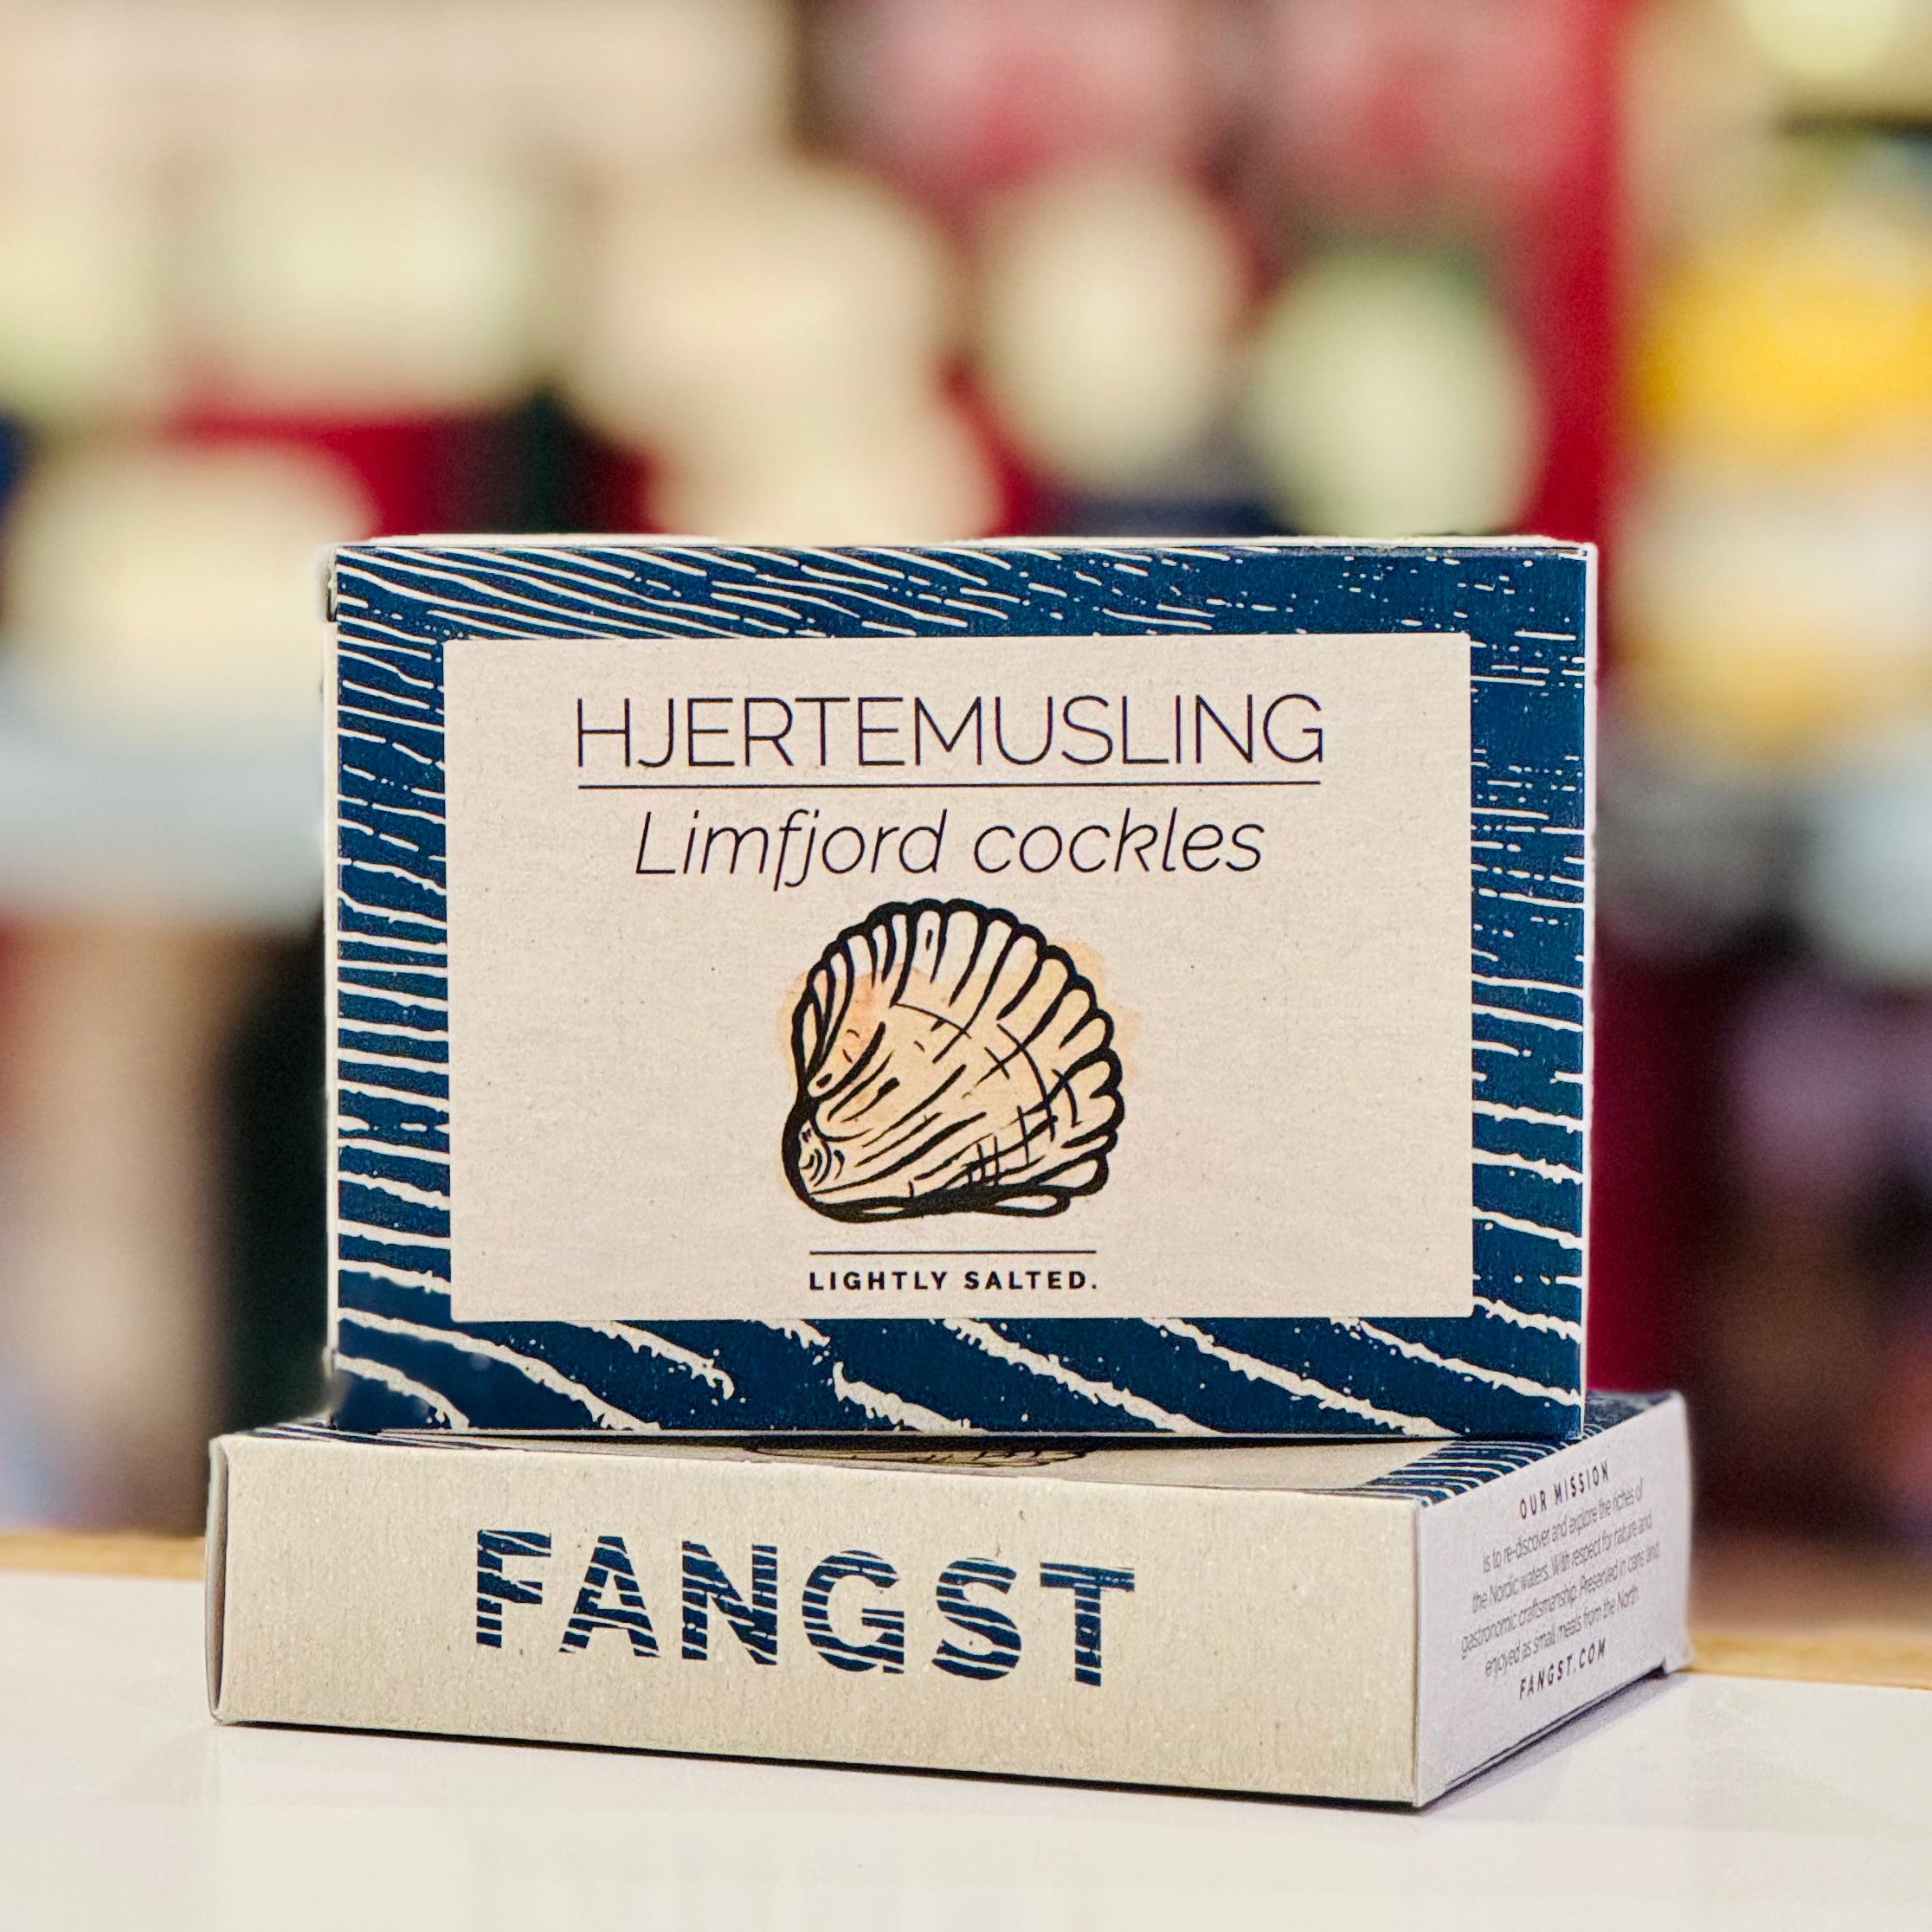 HJERTEMUSLING
Limfjord cockles
LIGHTLY SALTED.
FANGST
OUR MISSION
is to re-discover and explore the riches of
the Nordic waters. With respect for nature and
gastronomic craftsmanship. Preserved in cans and
enjoyed as small meals from the North.
FANGST.COM